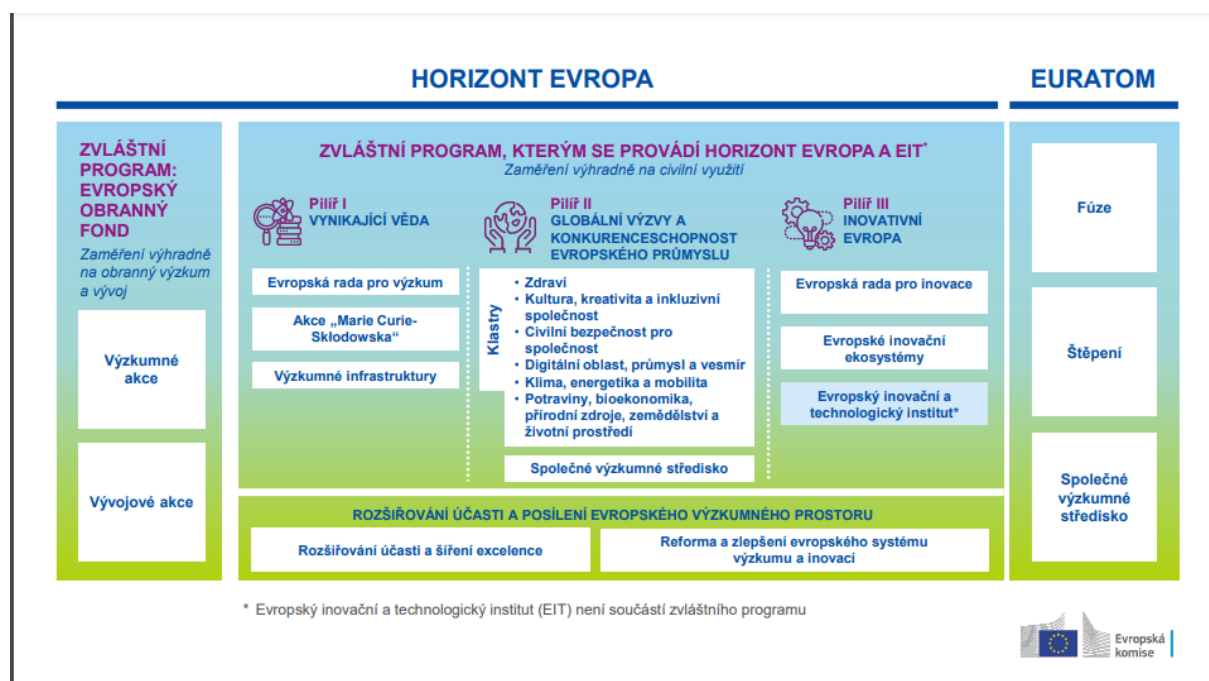 HORIZONT EVROPA
EURATOM
ZVLÁŠTNÍ
PROGRAM:
EVROPSKÝ
OBRANNÝ
FOND
Zaměření výhradně
na obranný výzkum
a vývoj
Výzkumné
akce
Vývojové akce
ZVLÁŠTNÍ PROGRAM, KTERÝM SE PROVÁDÍ HORIZONT EVROPA A EIT*
Zaměření výhradně na civilní využití
Pilíř I
VYNIKAJÍCÍ VĚDA
Evropská rada pro výzkum
Akce „Marie Curie-
Skłodowska“
Výzkumné infrastruktury
Pilíř II
GLOBÁLNÍ VÝZVY A
KONKURENCESCHOPNOST
EVROPSKÉHO PRŮMYSLU
Klastry
• Zdraví
• Kultura, kreativita a inkluzivní
společnost
• Civilní bezpečnost pro
společnost
• Digitální oblast, průmysl a vesmír
• Klima, energetika a mobilita
• Potraviny, bioekonomika,
přírodní zdroje, zemědělství a
životní prostředí
Společné výzkumné středisko
Pilíř III
INOVATIVNÍ
EVROPA
Evropská rada pro inovace
Evropské inovační
ekosystémy
Evropský inovační a
technologický institut*
ROZŠIŘOVÁNÍ ÚČASTI A POSÍLENÍ EVROPSKÉHO VÝZKUMNÉHO PROSTORU
Rozšiřování účasti a šíření excelence
Reforma a zlepšení evropského systému
výzkumu a inovací
Fúze
Štěpení
Společné
výzkumné
středisko
* Evropský inovační a technologický institut (EIT) není součástí zvláštního programu
Evropská
komise